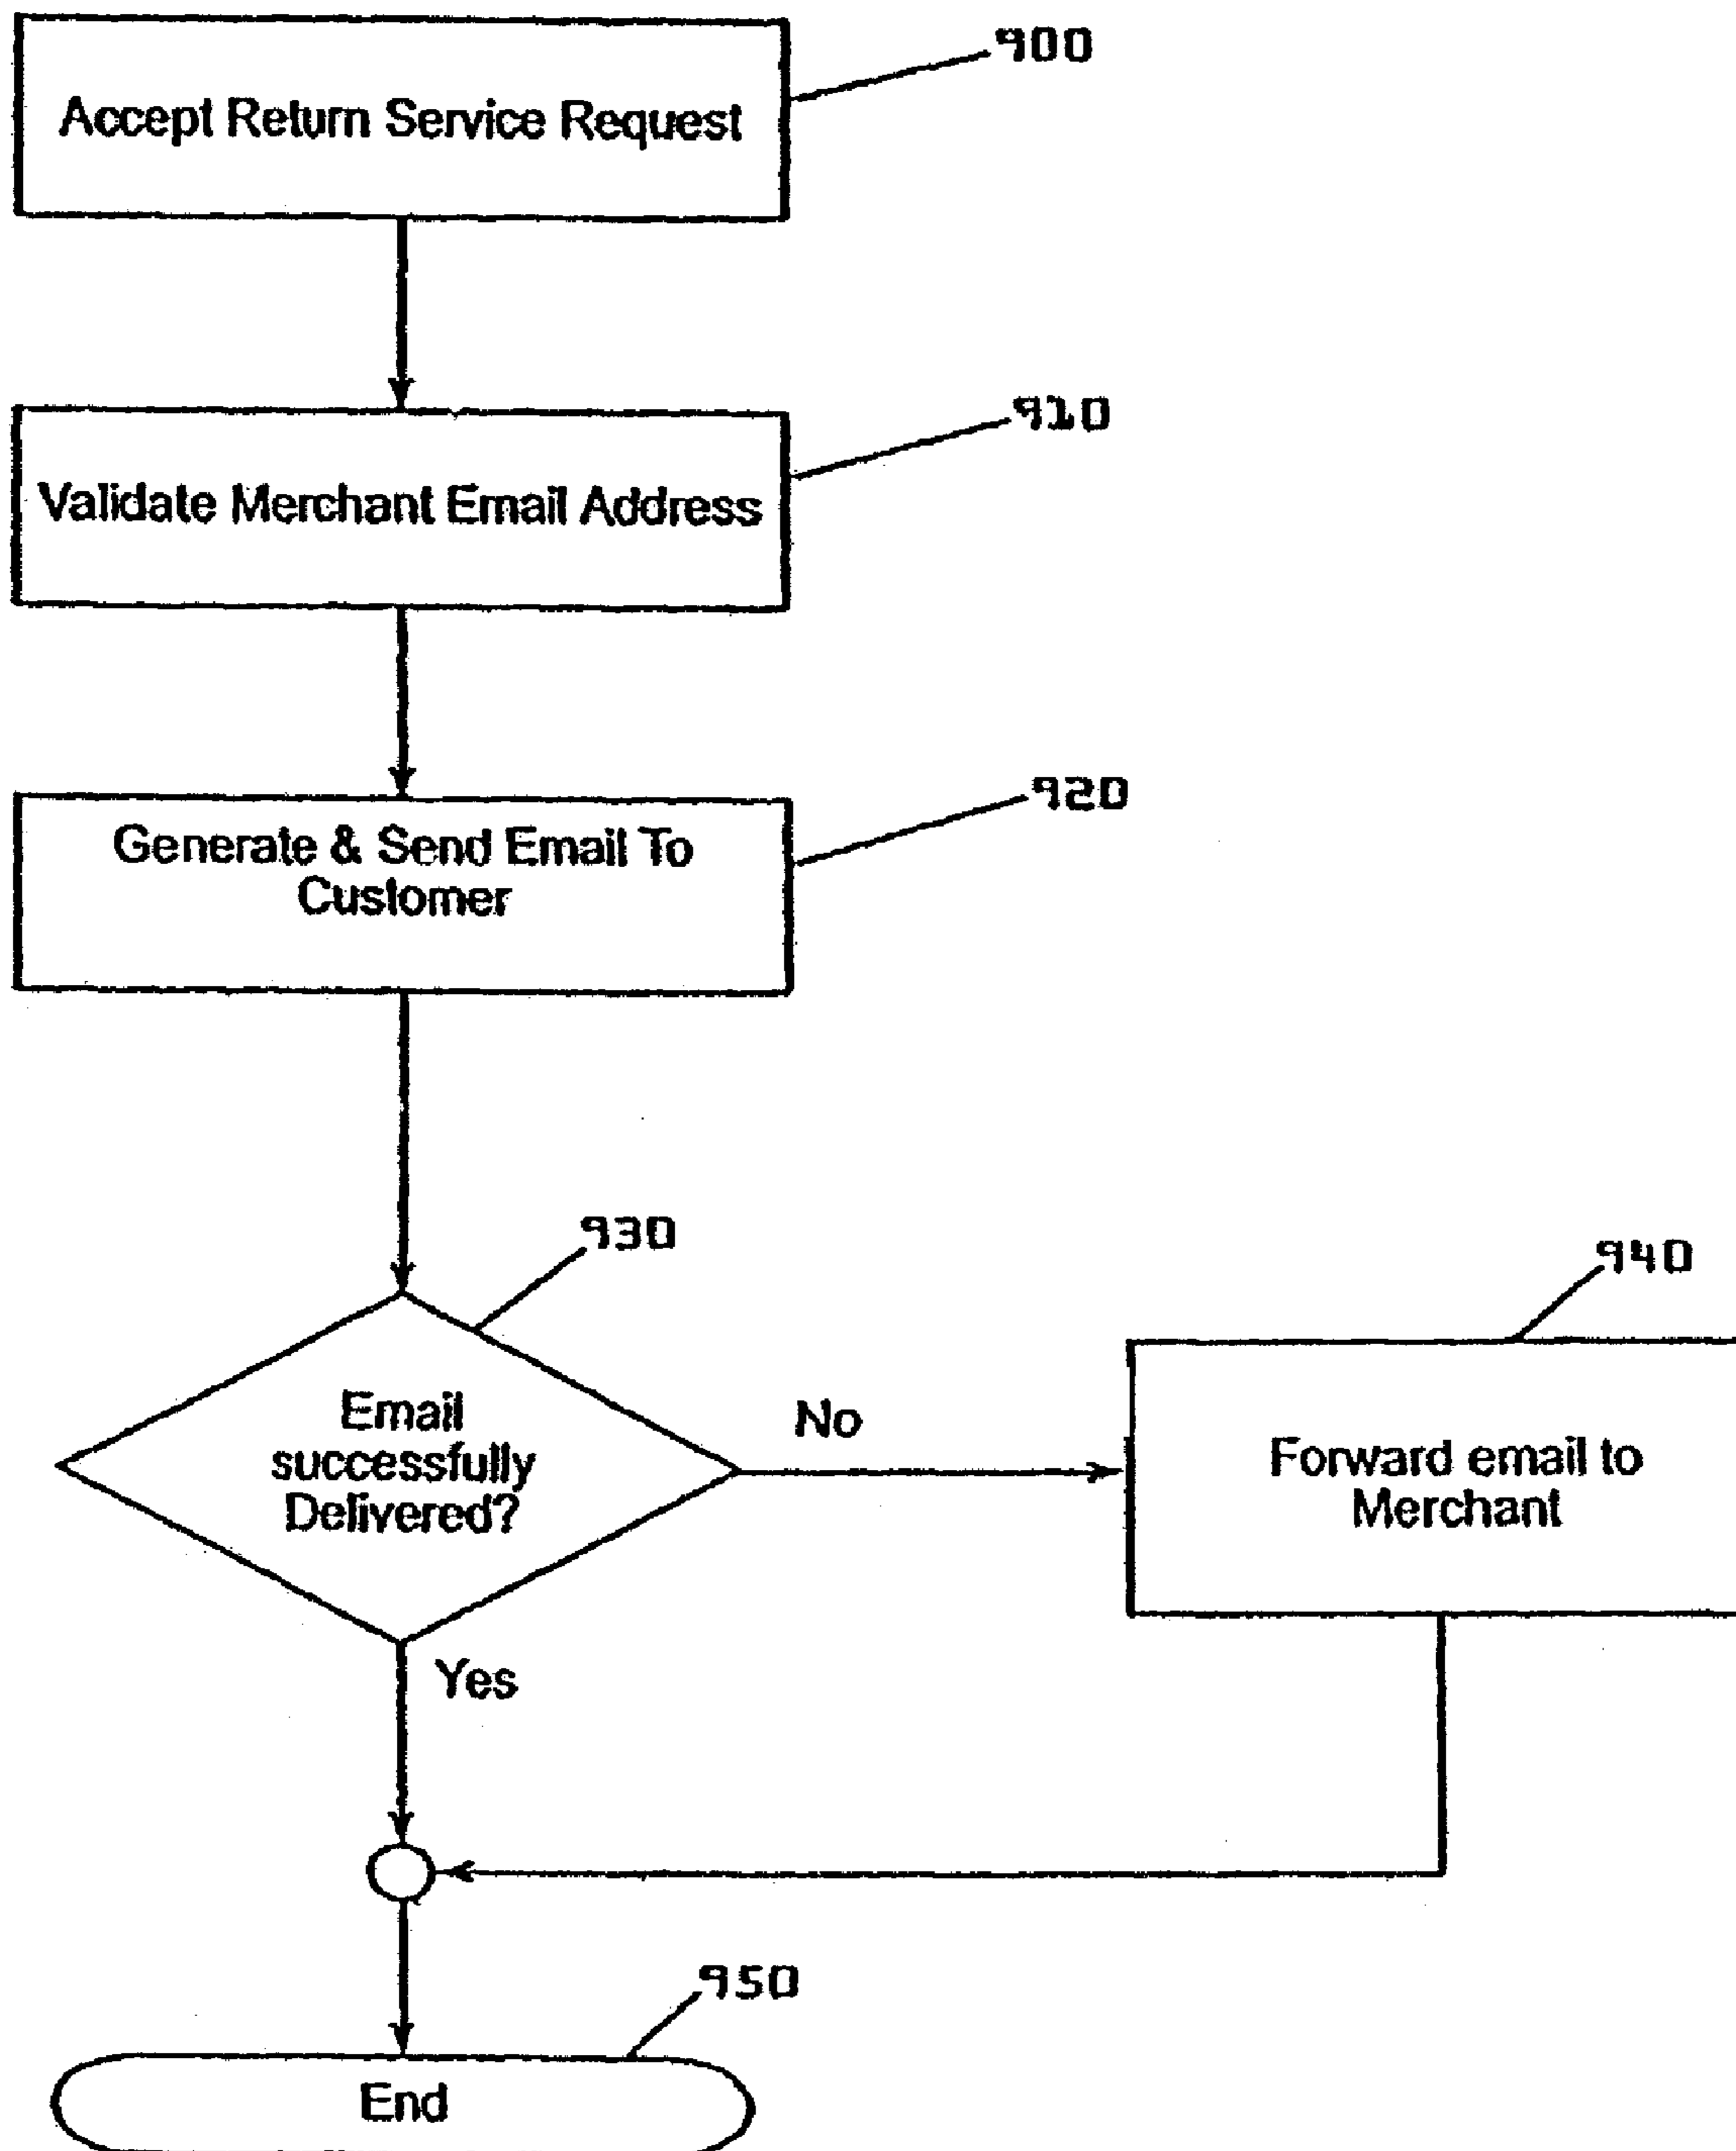 900
Accept Return Service Request
910
Validate Merchant Email Address
920
Generate & Send Email To
Customer
930
940
Email
successfully
Delivered?
No
Forward email to
Merchant
Yes
950
End